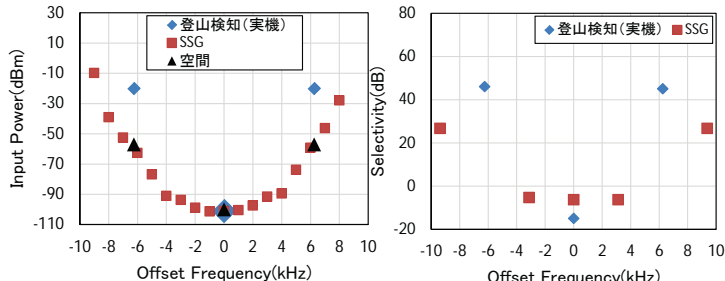 Input Power(dBm)
30
10
-10
-30
-50
-70
-90
-110
登山検知(実機)
SSG
空間
-10 -8 -6 -4 -2 0 2 4 6 8 10
Offset Frequency(kHz)
Selectivity(dB)
80
60
40
20
0
-20
登山検知(実機) SSG
-10 -8 -6 -4 -2 0 2 4 6 8 10
Offset Frequency(kHz)